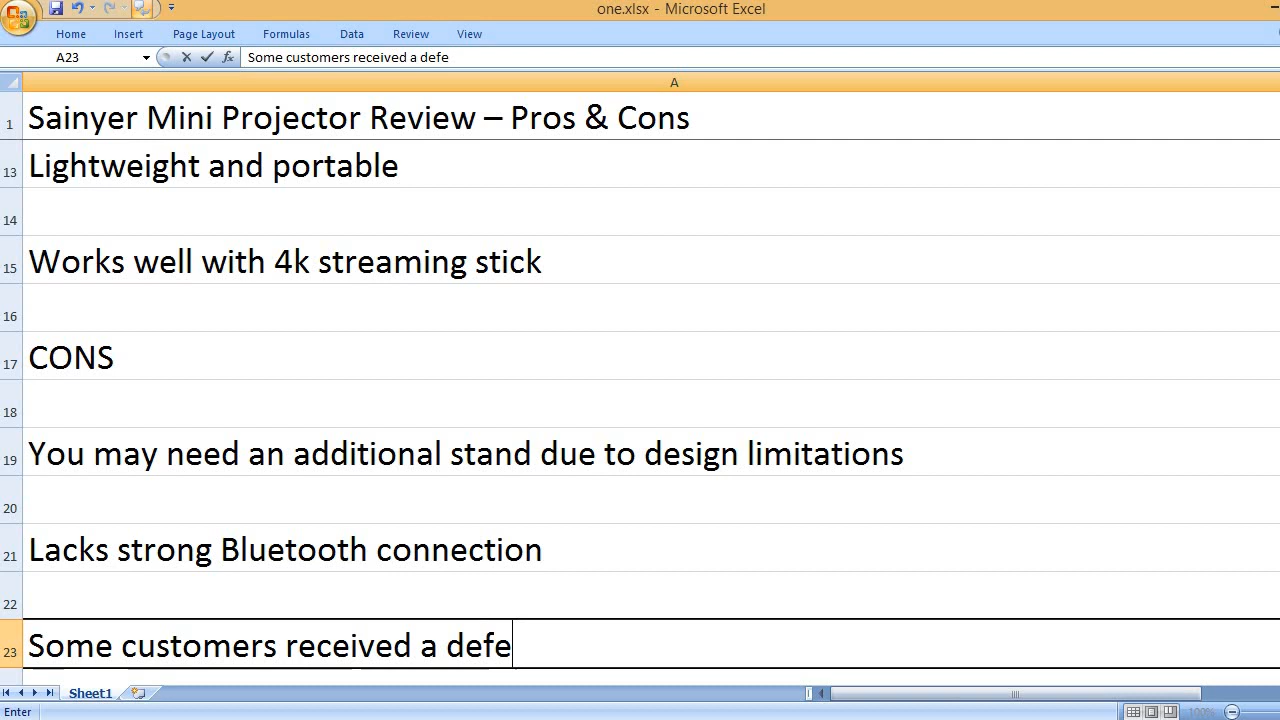 one.xlsx - Microsoft Excel
Home Insert Page Layout Formulas Data Review View
A23 fx Some customers received a defe
A
1 Sainyer Mini Projector Review – Pros & Cons
13 Lightweight and portable
14
15 Works well with 4k streaming stick
16
17 CONS
18
19 You may need an additional stand due to design limitations
20
21 Lacks strong Bluetooth connection
22
23 Some customers received a defe
Sheet1
Enter 100%